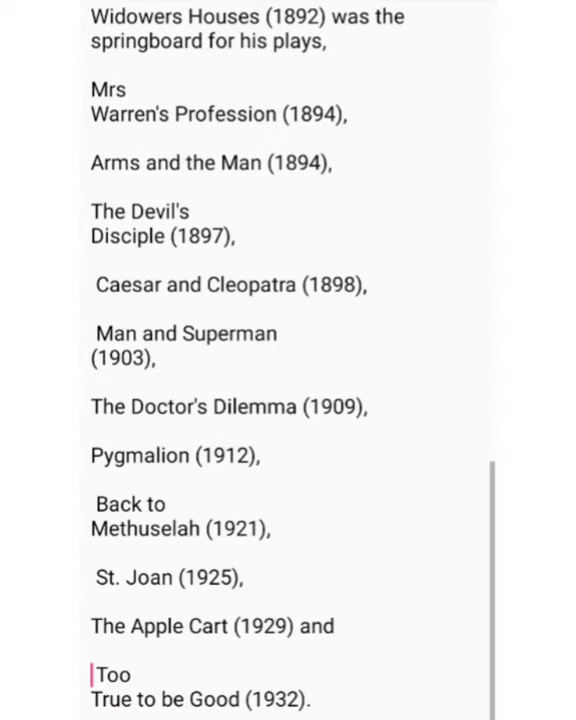 Widowers Houses (1892) was the
springboard for his plays,
Mrs
Warren's Profession (1894),
Arms and the Man (1894),
The Devil's
Disciple (1897),
Caesar and Cleopatra (1898),
Man and Superman
(1903),
The Doctor's Dilemma (1909),
Pygmalion (1912),
Back to
Methuselah (1921),
St. Joan (1925),
The Apple Cart (1929) and
Too
True to be Good (1932).